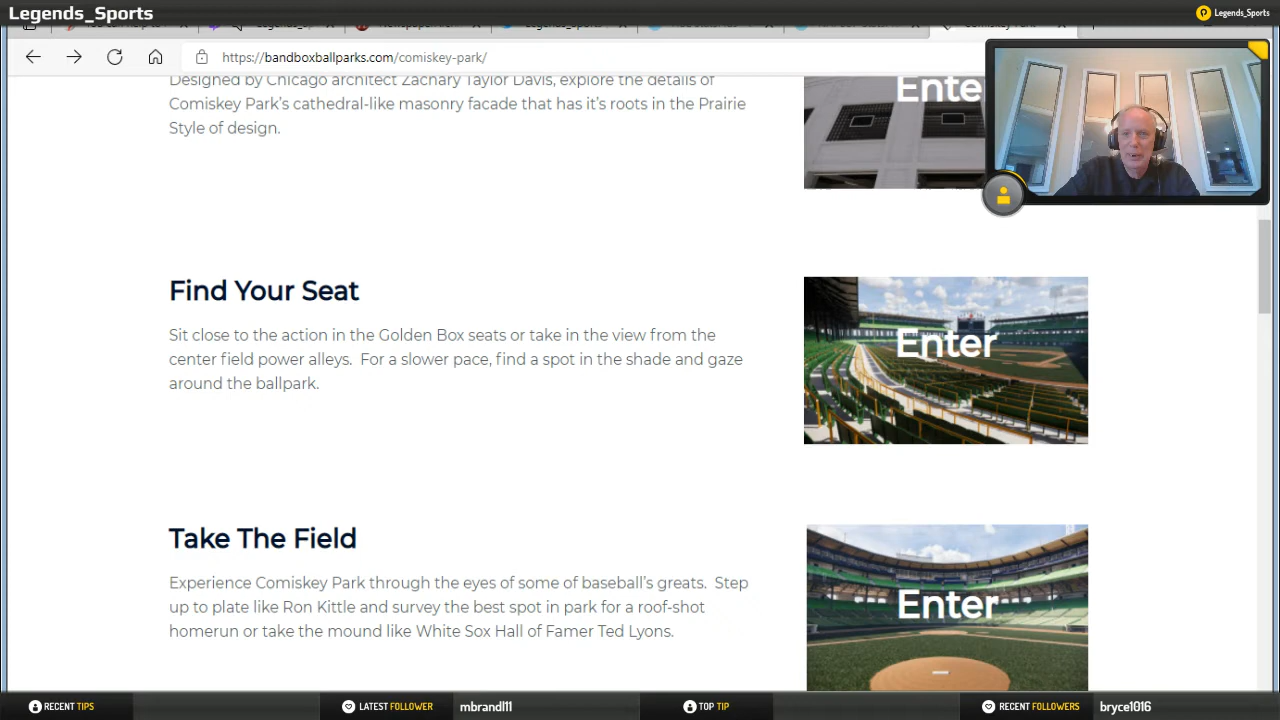 Legends_Sports
Legends_Sports
https://bandboxballparks.com/comiskey-park/
Designed by Chicago architect Zachary Taylor Davis, explore the details of
Comiskey Park's cathedral-like masonry facade that has it's roots in the Prairie
Style of design.
Ente
Find Your Seat
Sit close to the action in the Golden Box seats or take in the view from the
center field power alleys. For a slower pace, find a spot in the shade and gaze
around the ballpark.
Enter
Take The Field
Experience Comiskey Park through the eyes of some of baseball's greats. Step
up to plate like Ron Kittle and survey the best spot in park for a roof-shot
homerun or take the mound like White Sox Hall of Famer Ted Lyons.
Enter
RECENT TIPS
LATEST FOLLOWER
mbrandl11
TOP TIP
RECENT FOLLOWERS
bryce1016